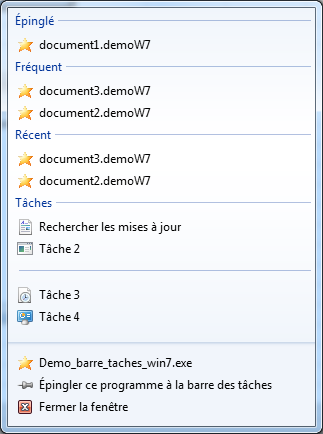 Épinglé
document1.demoW7
Fréquent
document3.demoW7
document2.demoW7
Récent
document3.demoW7
document2.demoW7
Tâches
Rechercher les mises à jour
Tâche 2
Tâche 3
Tâche 4
Demo_barre_taches_win7.exe
Épingler ce programme à la barre des tâches
Fermer la fenêtre